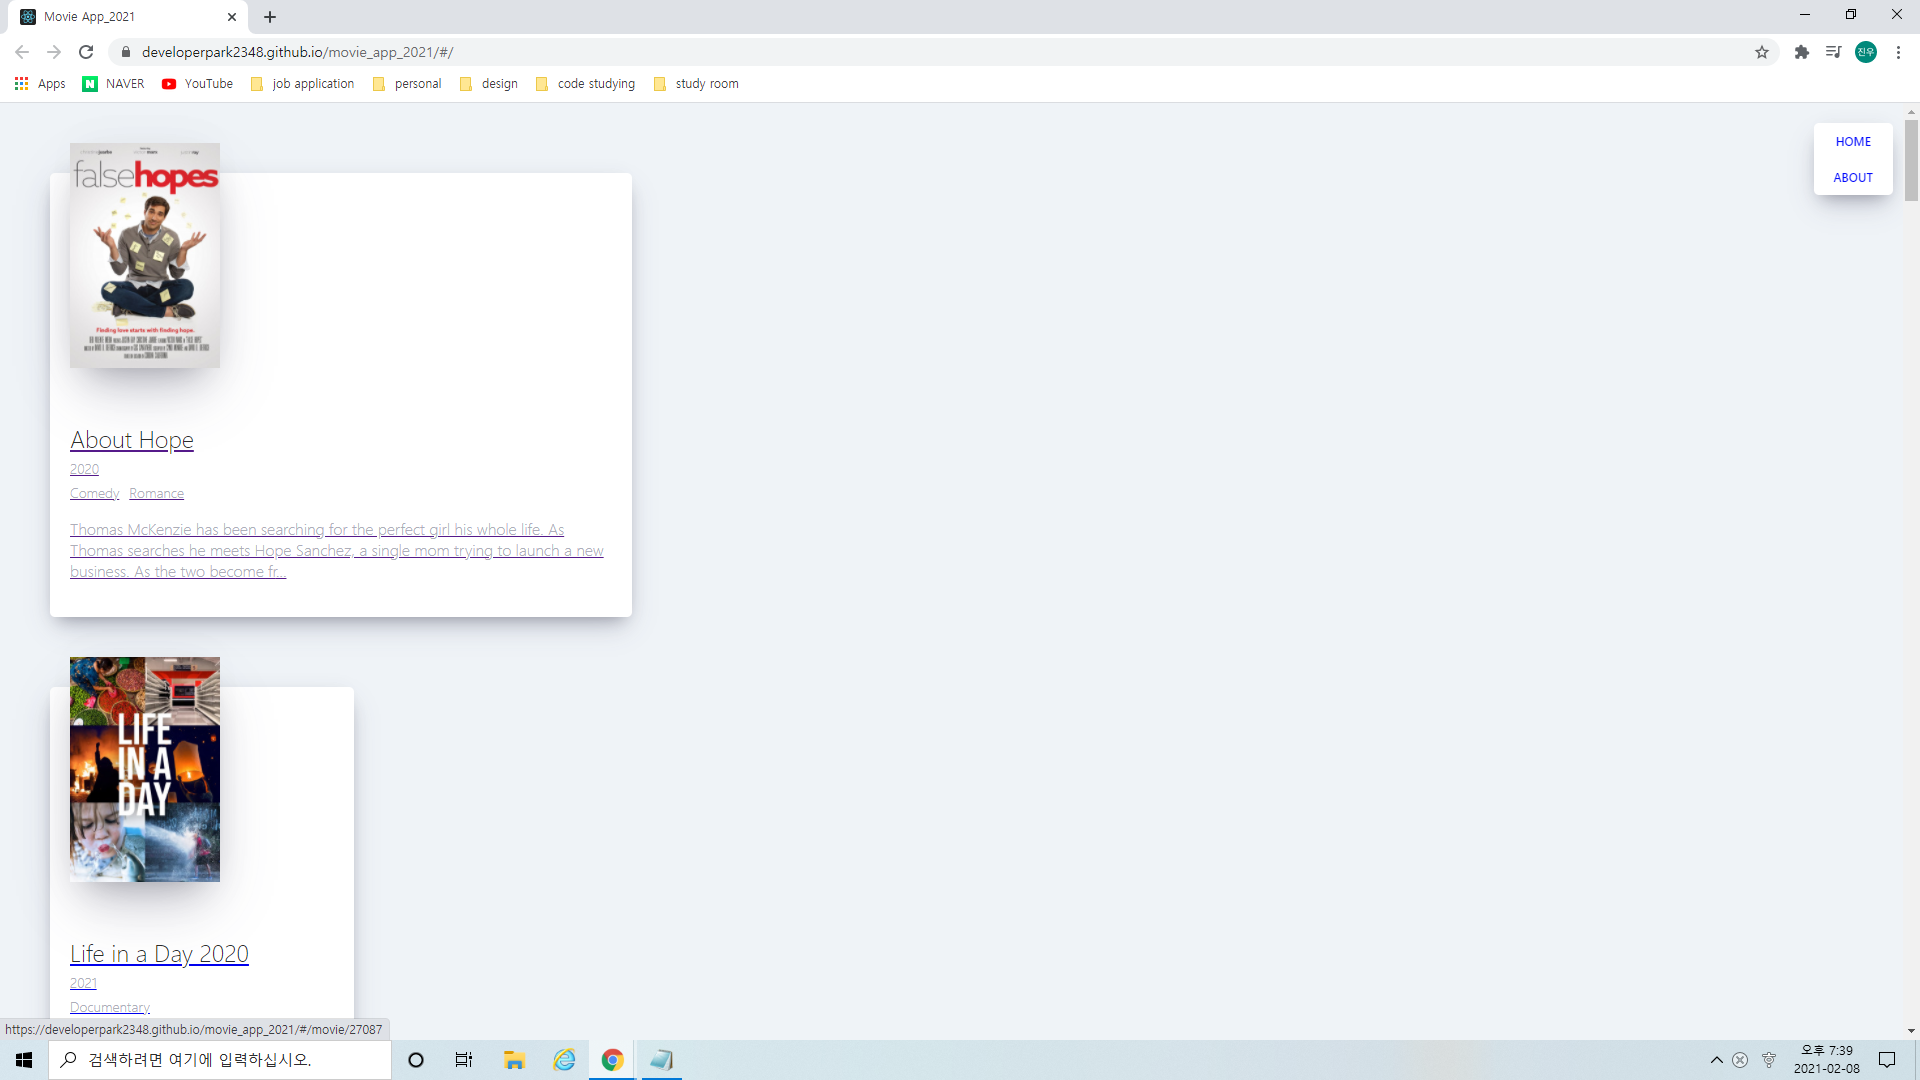 Movie App_2021
developerpark2348.github.io/movie_app_2021/#/
진우
Apps
NAVER
YouTube
job application
personal
design
code studying
study room
HOME
ABOUT
falsehopes
Finding love starts with finding hope.
About Hope
2020
Comedy Romance
Thomas McKenzie has been searching for the perfect girl his whole life. As
Thomas searches he meets Hope Sanchez, a single mom trying to launch a new
business. As the two become fr...
LIFE
IN A
DAY
Life in a Day 2020
2021
Documentary
https://developerpark2348.github.io/movie_app_2021/#/movie/27087
검색하려면 여기에 입력하십시오.
오후 7:39
2021-02-08